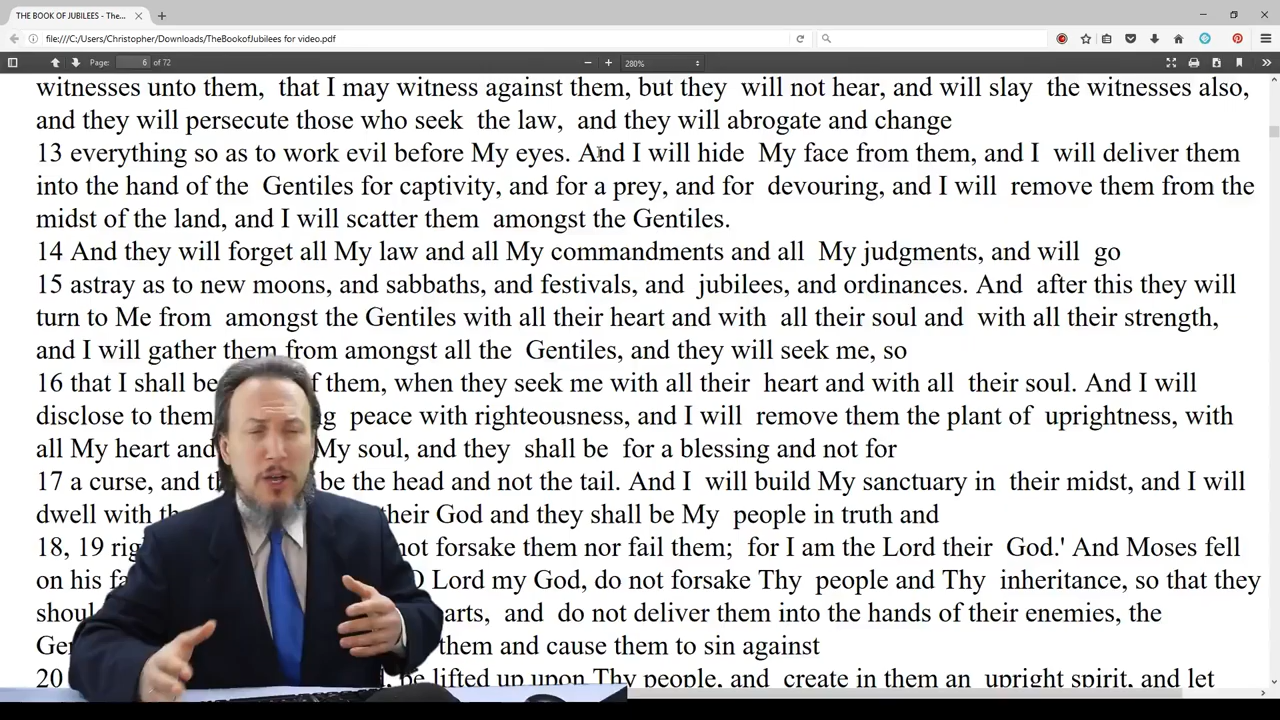 THE BOOK OF JUBILEES - The...
file:///C:/Users/Christopher/Downloads/TheBookofJubilees for video.pdf
Page: 6 of 72 280%
witnesses unto them, that I may witness against them, but they will not hear, and will slay the witnesses also,
and they will persecute those who seek the law, and they will abrogate and change
13 everything so as to work evil before My eyes. And I will hide My face from them, and I will deliver them
into the hand of the Gentiles for captivity, and for a prey, and for devouring, and I will remove them from the
midst of the land, and I will scatter them amongst the Gentiles.
14 And they will forget all My law and all My commandments and all My judgments, and will go
15 astray as to new moons, and sabbaths, and festivals, and jubilees, and ordinances. And after this they will
turn to Me from amongst the Gentiles with all their heart and with all their soul and with all their strength,
and I will gather them from amongst all the Gentiles, and they will seek me, so
16 that I shall be of them, when they seek me with all their heart and with all their soul. And I will
disclose to them peace with righteousness, and I will remove them the plant of uprightness, with
all My heart and My soul, and they shall be for a blessing and not for
17 a curse, and be the head and not the tail. And I will build My sanctuary in their midst, and I will
dwell with their God and they shall be My people in truth and
18, 19 not forsake them nor fail them; for I am the Lord their God.' And Moses fell
on his O Lord my God, do not forsake Thy people and Thy inheritance, so that they
and do not deliver them into the hands of their enemies, the
them and cause them to sin against
20 be lifted up upon Thy people, and create in them an upright spirit, and let